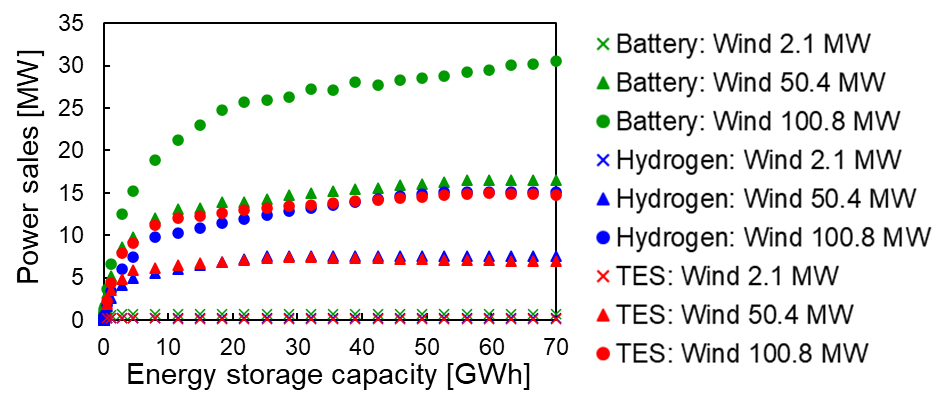 35
30
25
20
15
10
5
0
Power sales [MW]
0 10 20 30 40 50 60 70
Energy storage capacity [GWh]
Battery: Wind 2.1 MW
Battery: Wind 50.4 MW
Battery: Wind 100.8 MW
Hydrogen: Wind 2.1 MW
Hydrogen: Wind 50.4 MW
Hydrogen: Wind 100.8 MW
TES: Wind 2.1 MW
TES: Wind 50.4 MW
TES: Wind 100.8 MW